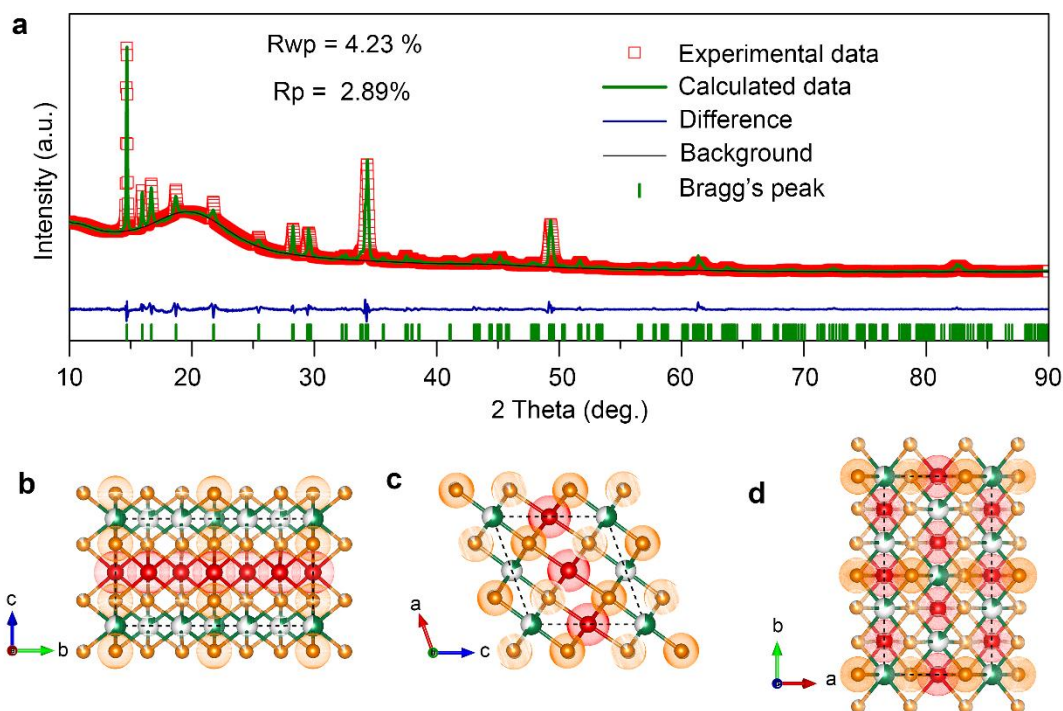 a
Rwp = 4.23 %
Rp = 2.89%
Experimental data
Calculated data
Difference
Background
Bragg's peak
Intensity (a.u.)
10 20 30 40 50 60 70 80 90
2 Theta (deg.)
b
c
d
c
b
a
c
b
a